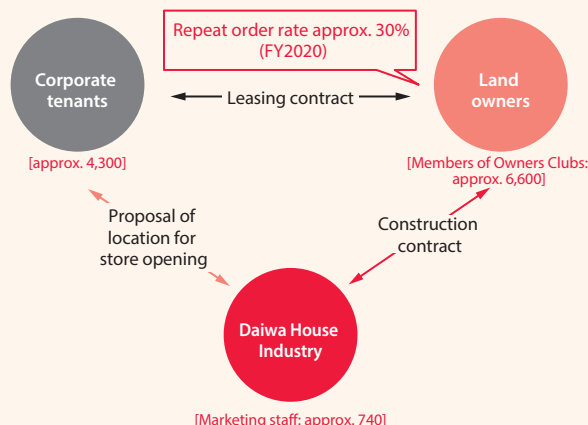 Repeat order rate approx. 30%
(FY2020)
Corporate
tenants
Leasing contract
Land
owners
[approx. 4,300]
[Members of Owners Clubs:
approx. 6,600]
Proposal of
location for
store opening
Construction
contract
Daiwa House
Industry
[Marketing staff: approx. 740]